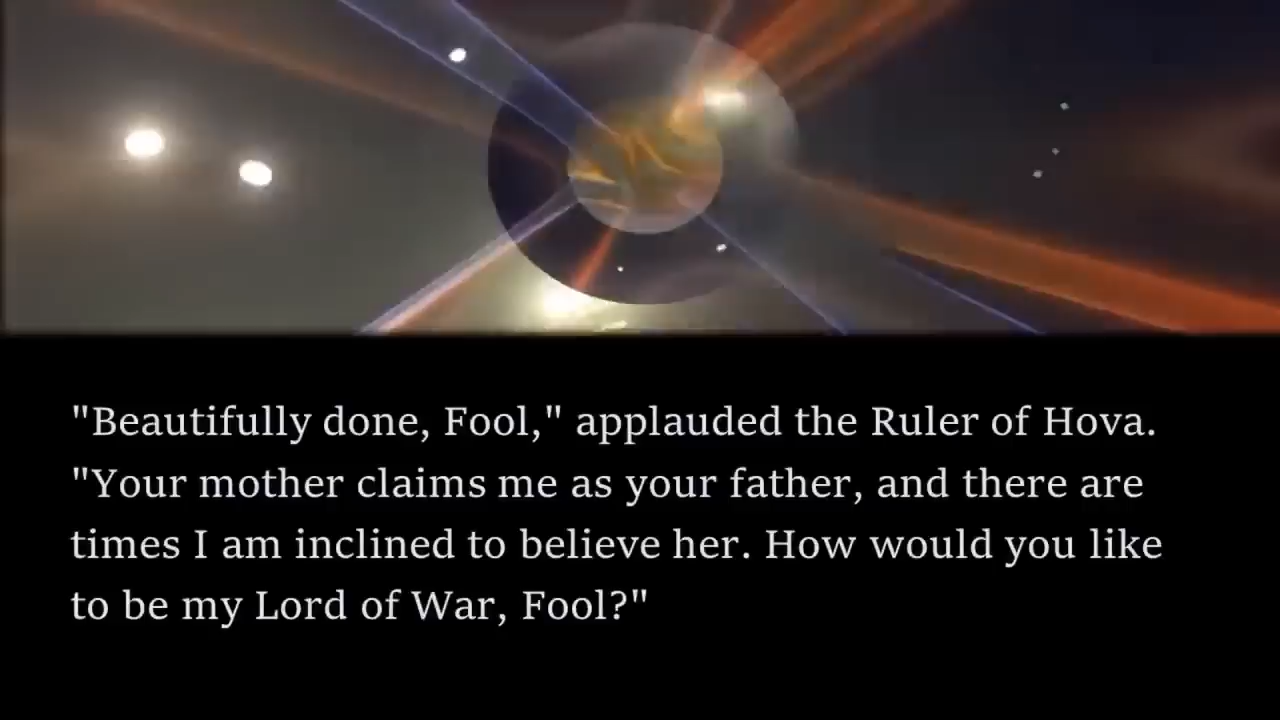 "Beautifully done, Fool," applauded the Ruler of Hova.
"Your mother claims me as your father, and there are
times I am inclined to believe her. How would you like
to be my Lord of War, Fool?"